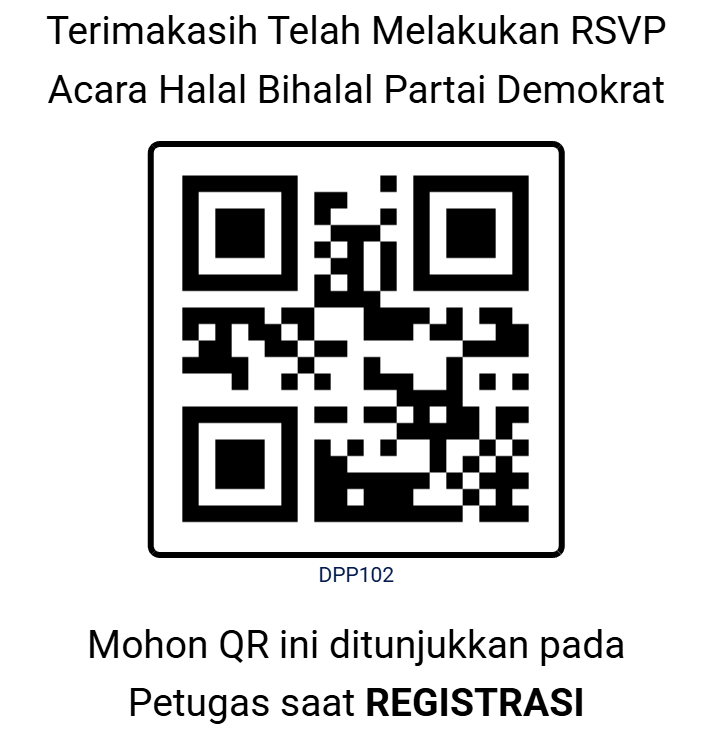 Terimakasih Telah Melakukan RSVP
Acara Halal Bihalal Partai Demokrat
DPP102
Mohon QR ini ditunjukkan pada
Petugas saat REGISTRASI